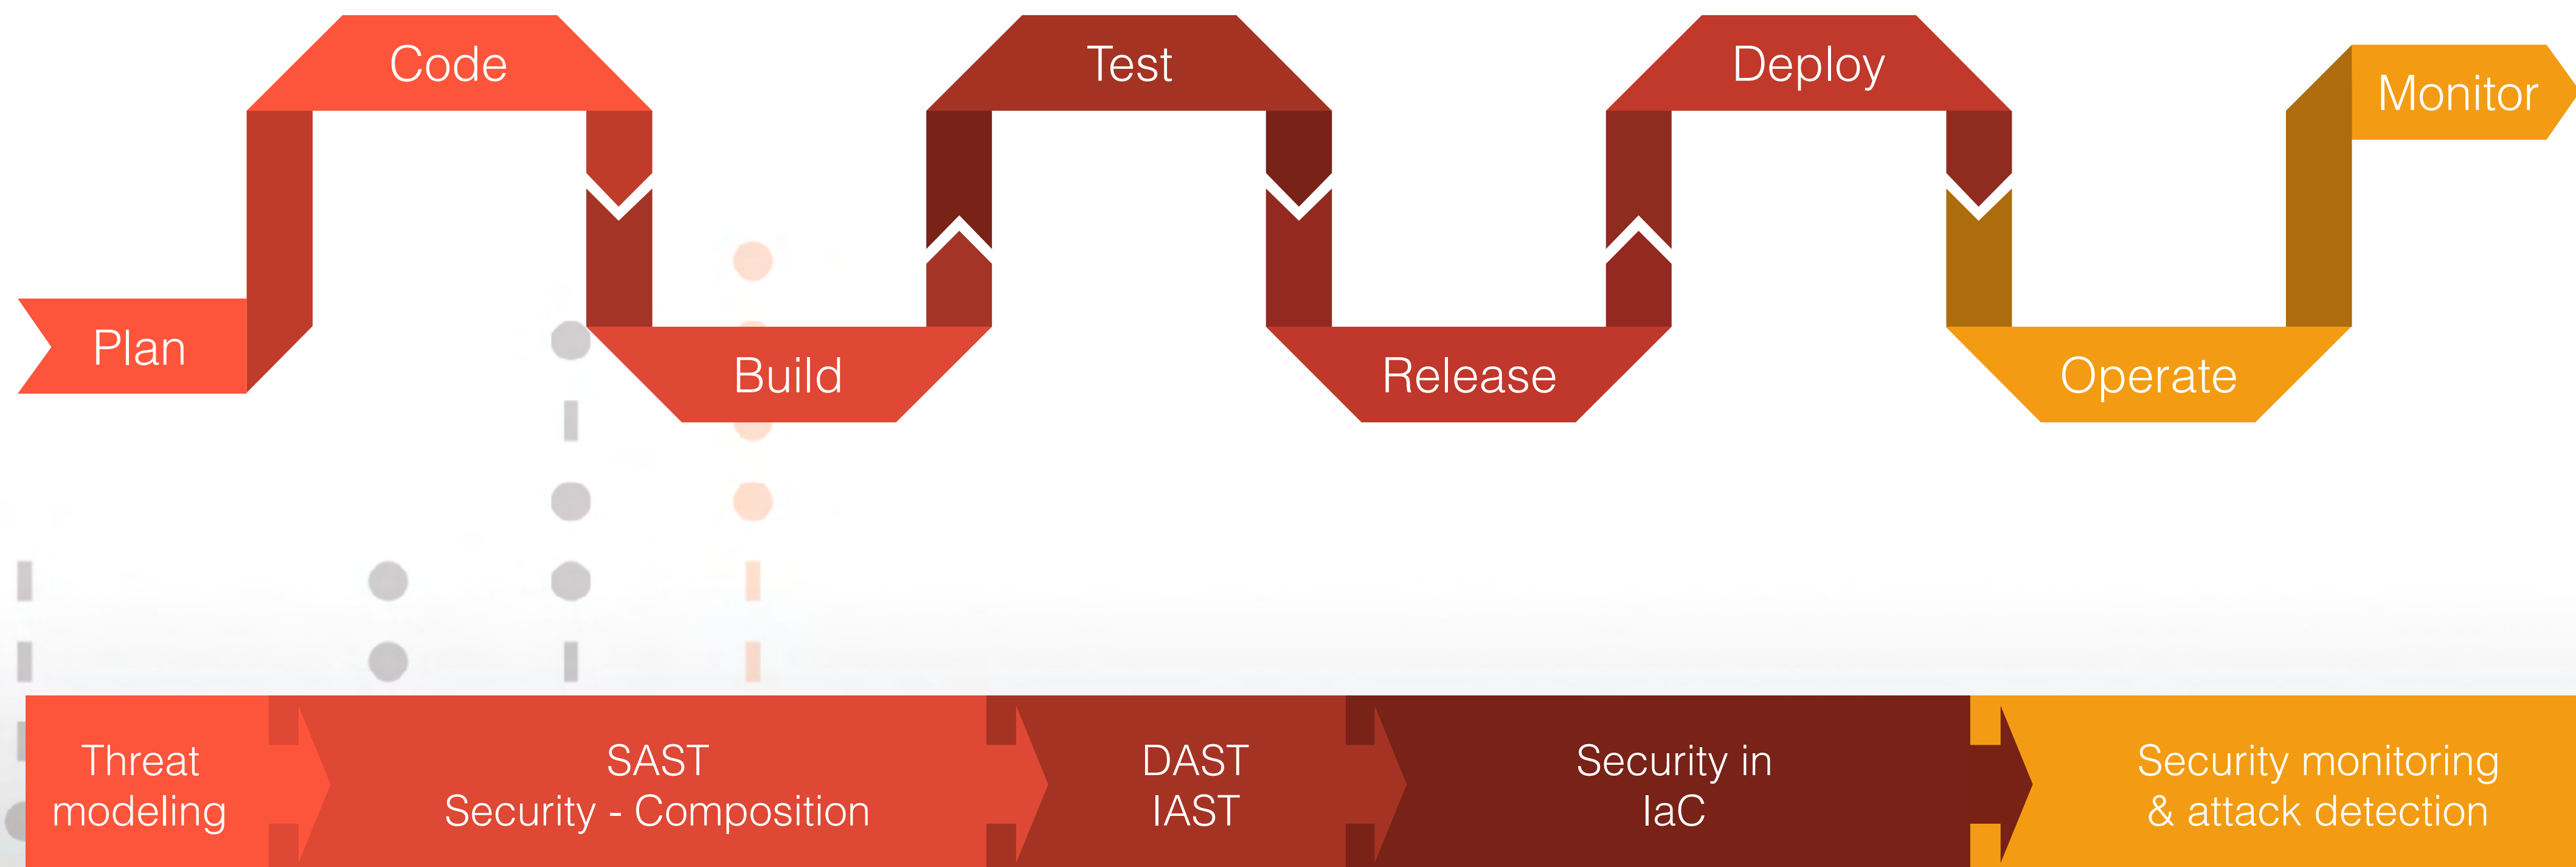 Code
Test
Deploy
Monitor
Plan
Build
Release
Operate
Threat
modeling
SAST
Security - Composition
DAST
IAST
Security in
IaC
Security monitoring
& attack detection